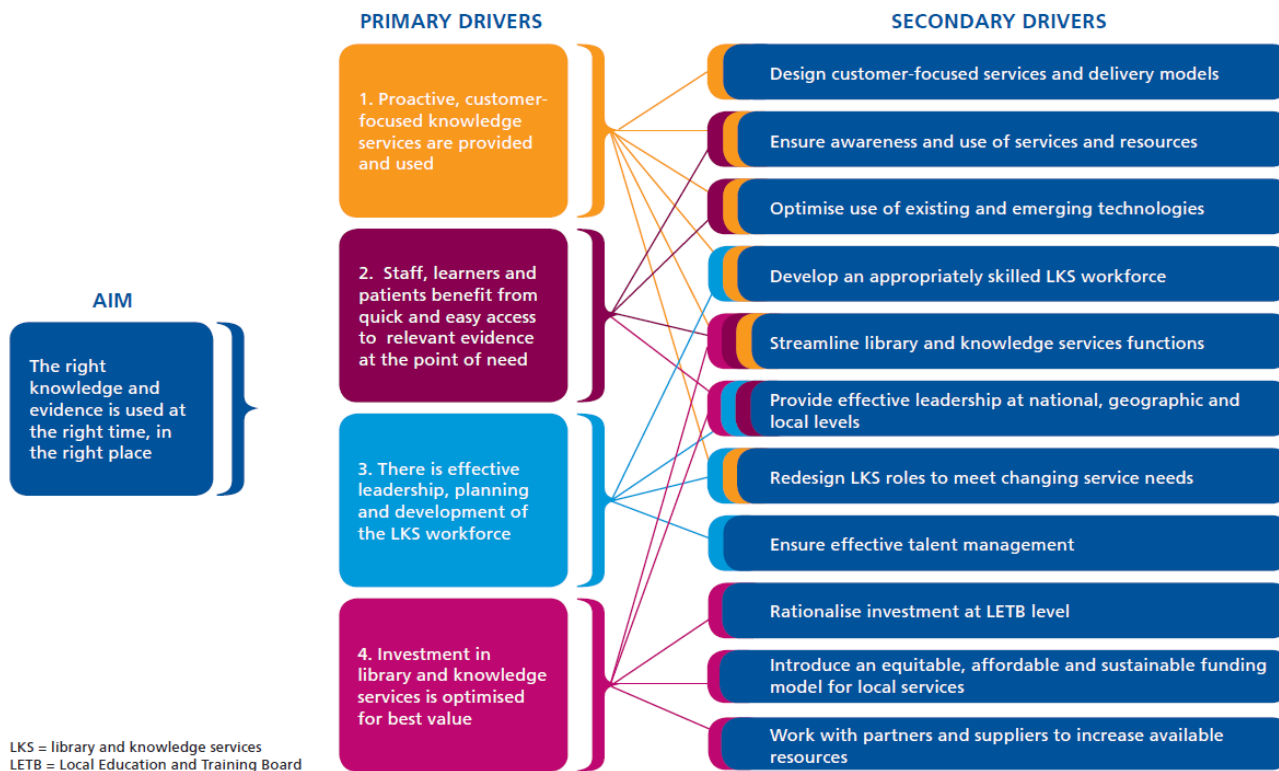 PRIMARY DRIVERS
SECONDARY DRIVERS
1. Proactive, customer-
focused knowledge
services are provided
and used
2. Staff, learners and
patients benefit from
quick and easy access
to relevant evidence
at the point of need
3. There is effective
leadership, planning
and development of
the LKS workforce
4. Investment in
library and knowledge
services is optimised
for best value
AIM
The right
knowledge and
evidence is used at
the right time, in
the right place
Design customer-focused services and delivery models
Ensure awareness and use of services and resources
Optimise use of existing and emerging technologies
Develop an appropriately skilled LKS workforce
Streamline library and knowledge services functions
Provide effective leadership at national, geographic and
local levels
Redesign LKS roles to meet changing service needs
Ensure effective talent management
Rationalise investment at LETB level
Introduce an equitable, affordable and sustainable funding
model for local services
Work with partners and suppliers to increase available
resources
LKS = library and knowledge services
LETB = Local Education and Training Board